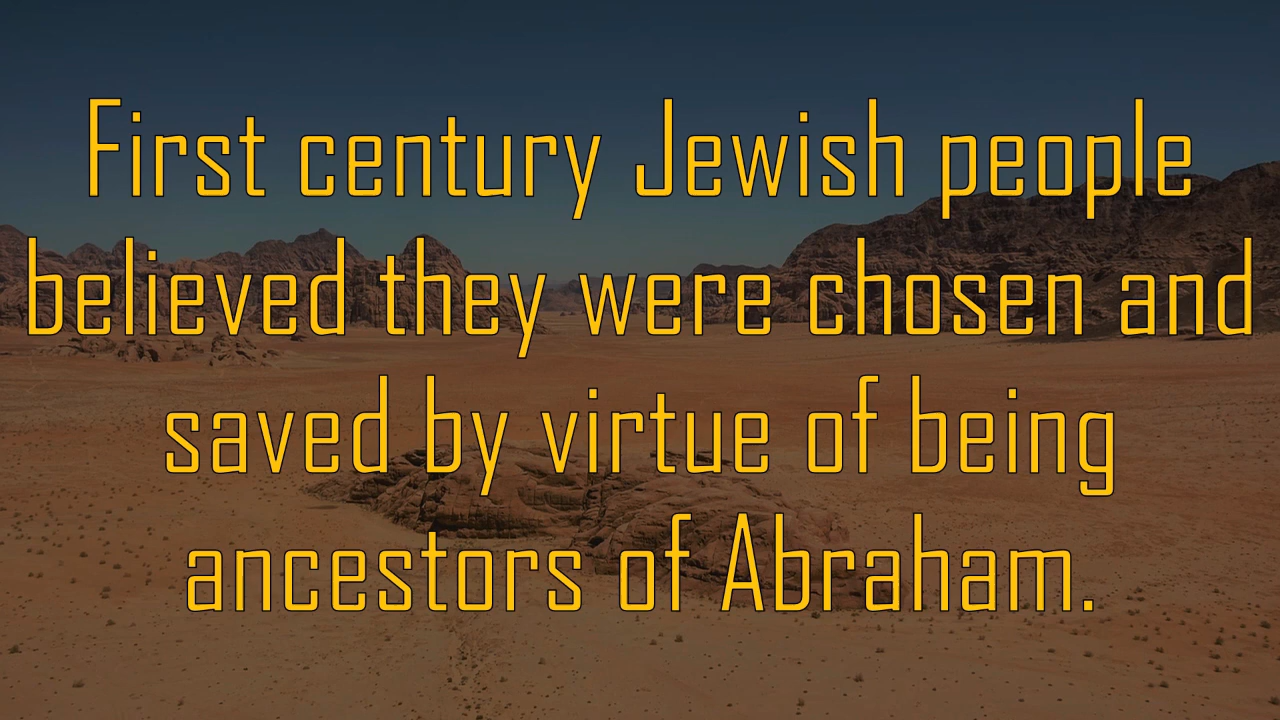 First century Jewish people
believed they were chosen and
saved by virtue of being
ancestors of Abraham.